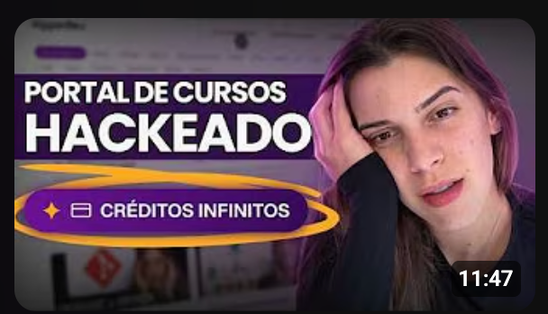 PORTAL DE CURSOS
HACKEADO
CRÉDITOS INFINITOS
11:47